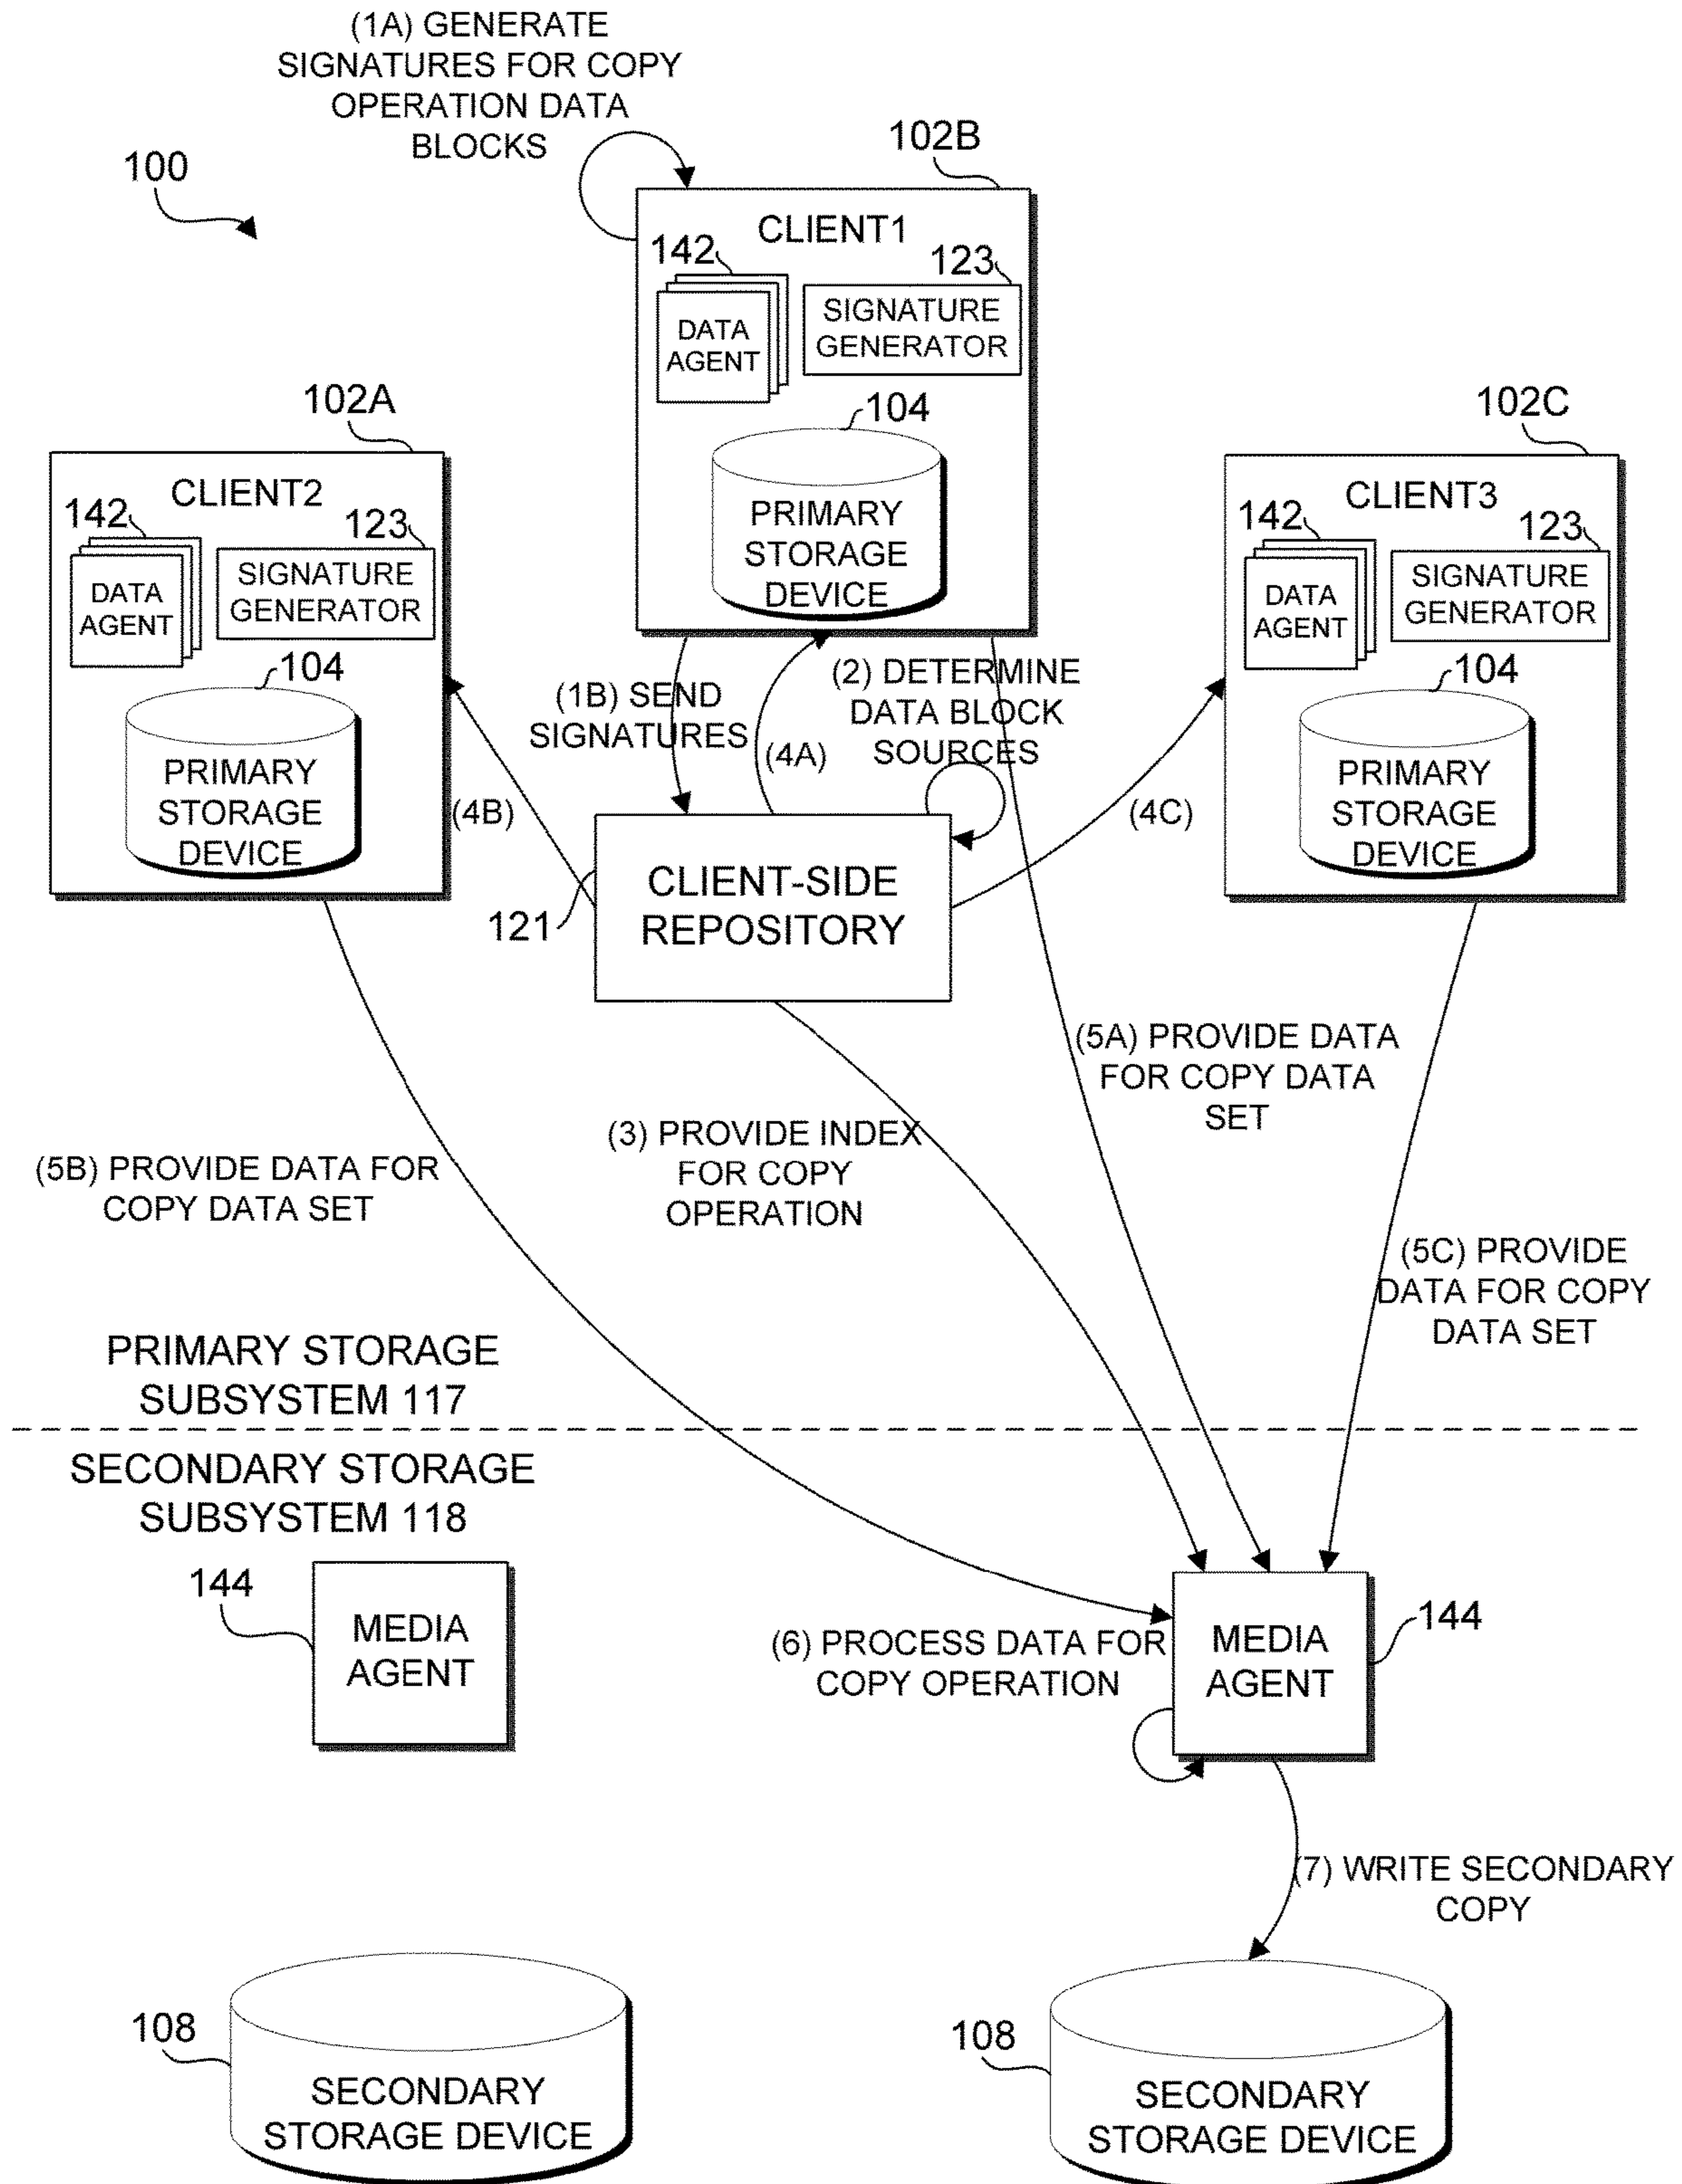 (1A) GENERATE
SIGNATURES FOR COPY
OPERATION DATA
BLOCKS
100
102B
CLIENT1
142
123
DATA
AGENT
SIGNATURE
GENERATOR
104
PRIMARY
STORAGE
DEVICE
102A
CLIENT2
142
123
DATA
AGENT
SIGNATURE
GENERATOR
104
PRIMARY
STORAGE
DEVICE
102C
CLIENT3
142
123
DATA
AGENT
SIGNATURE
GENERATOR
104
PRIMARY
STORAGE
DEVICE
(1B) SEND
SIGNATURES
(4A)
(2) DETERMINE
DATA BLOCK
SOURCES
(4B)
(4C)
121
CLIENT-SIDE
REPOSITORY
(5A) PROVIDE DATA
FOR COPY DATA
SET
(3) PROVIDE INDEX
FOR COPY
OPERATION
(5B) PROVIDE DATA FOR
COPY DATA SET
(5C) PROVIDE
DATA FOR COPY
DATA SET
PRIMARY STORAGE
SUBSYSTEM 117
SECONDARY STORAGE
SUBSYSTEM 118
144
MEDIA
AGENT
(6) PROCESS DATA FOR
COPY OPERATION
MEDIA
AGENT
144
(7) WRITE SECONDARY
COPY
108
SECONDARY
STORAGE DEVICE
108
SECONDARY
STORAGE DEVICE